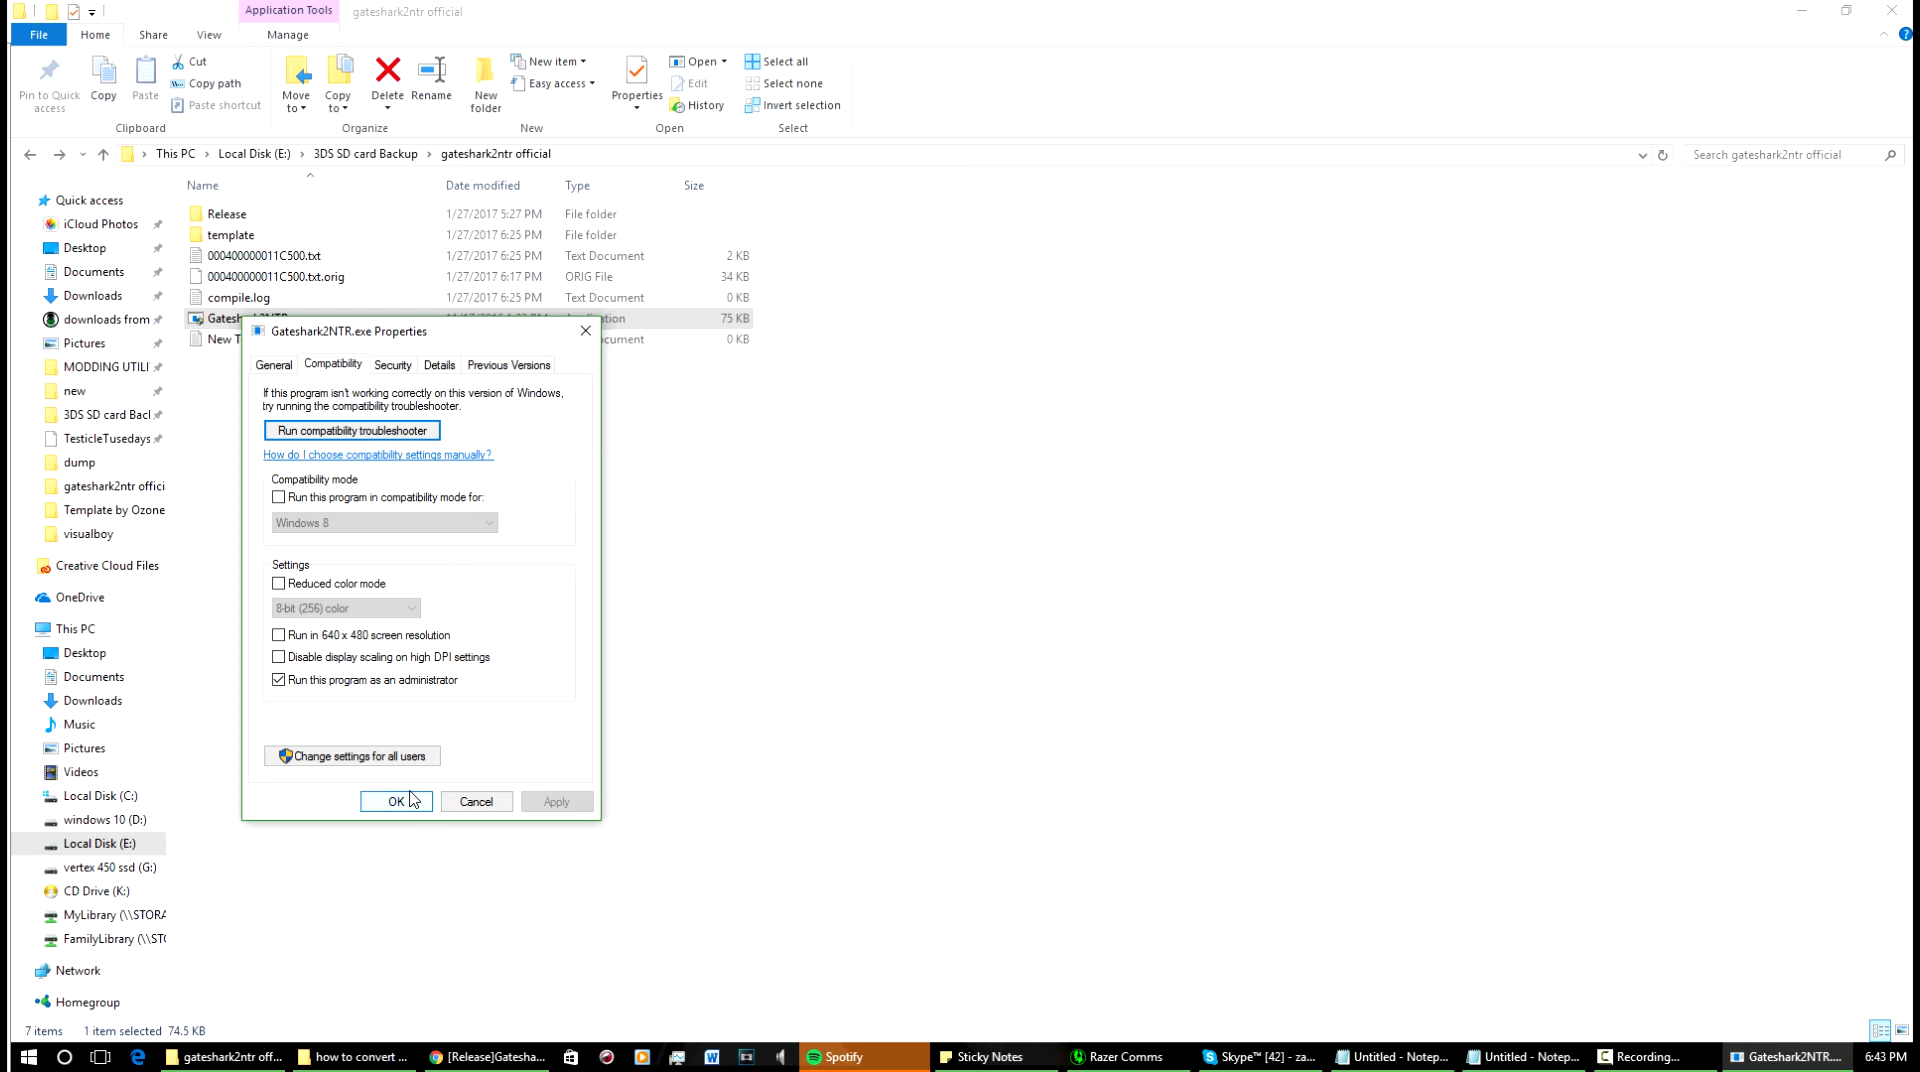 Application Tools
gateshark2ntr official
File
Home
Share
View
Manage
Pin to Quick access
Copy
Paste
Cut
Copy path
Paste shortcut
Clipboard
Move to
Copy to
Delete
Rename
Organize
New folder
New item
Easy access
New
Properties
Open
Edit
History
Open
Select all
Select none
Invert selection
Select
This PC > Local Disk (E:) > 3DS SD card Backup > gateshark2ntr official
Search gateshark2ntr official
Name Date modified Type Size
Release 1/27/2017 5:27 PM File folder
template 1/27/2017 6:25 PM File folder
000400000011C500.txt 1/27/2017 6:25 PM Text Document 2 KB
000400000011C500.txt.orig 1/27/2017 6:17 PM ORIG File 34 KB
compile.log 1/27/2017 6:25 PM Text Document 0 KB
75 KB
New T ocument 0 KB
Quick access
iCloud Photos
Desktop
Documents
Downloads
downloads from
Pictures
MODDING UTILI
new
3DS SD card Bacl
TesticleTusedays
dump
gateshark2ntr offici
Template by Ozone
visualboy
Creative Cloud Files
OneDrive
This PC
Desktop
Documents
Downloads
Music
Pictures
Videos
Local Disk (C:)
windows 10 (D:)
Local Disk (E:)
vertex 450 ssd (G:)
CD Drive (K:)
MyLibrary (\\STORA
FamilyLibrary (\\STO
Network
Homegroup
Gateshark2NTR.exe Properties
General
Compatibility
Security
Details
Previous Versions
If this program isn't working correctly on this version of Windows,
try running the compatibility troubleshooter.
Run compatibility troubleshooter
How do I choose compatibility settings manually?
Compatibility mode
Run this program in compatibility mode for:
Windows 8
Settings
Reduced color mode
8-bit (256) color
Run in 640 x 480 screen resolution
Disable display scaling on high DPI settings
Run this program as an administrator
Change settings for all users
OK
Cancel
Apply
7 items 1 item selected 74.5 KB
gateshark2ntr off...
how to convert ...
[Release]Gatesha...
Spotify
Sticky Notes
Razer Comms
Skype™ [42] - za...
Untitled - Notep...
Untitled - Notep...
Recording...
Gateshark2NTR....
6:43 PM